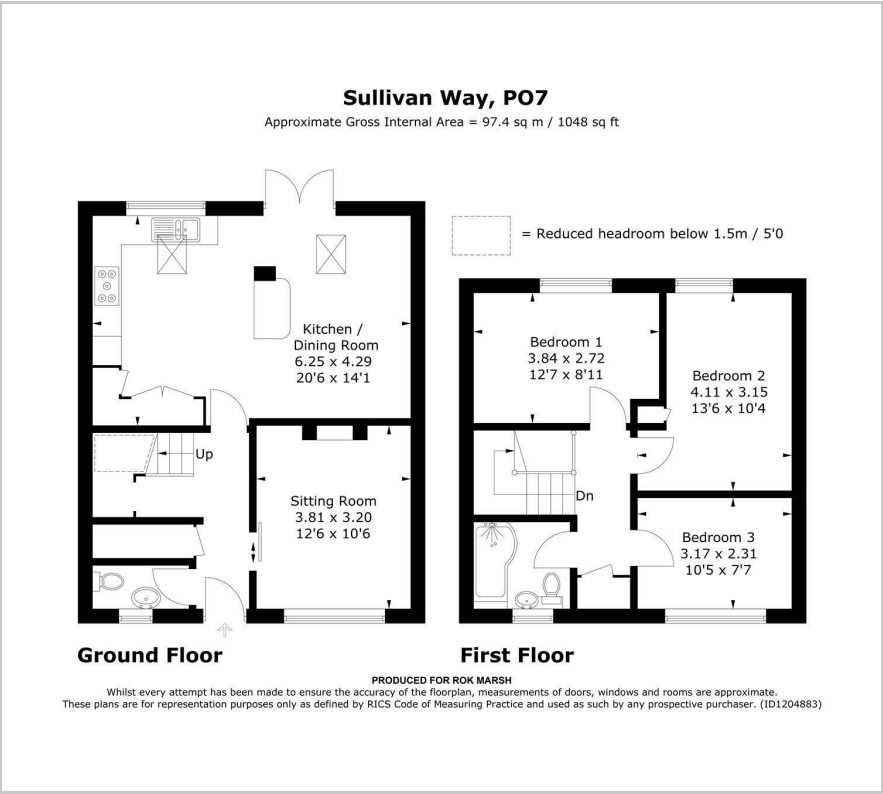 Sullivan Way, PO7
Approximate Gross Internal Area = 97.4 sq m / 1048 sq ft
= Reduced headroom below 1.5m / 5'0
Kitchen /
Dining Room
6.25 x 4.29
20'6 x 14'1
Up
Sitting Room
3.81 x 3.20
12'6 x 10'6
Ground Floor
Bedroom 1
3.84 x 2.72
12'7 x 8'11
Bedroom 2
4.11 x 3.15
13'6 x 10'4
Dn
Bedroom 3
3.17 x 2.31
10'5 x 7'7
First Floor
PRODUCED FOR ROK MARSH
Whilst every attempt has been made to ensure the accuracy of the floorplan, measurements of doors, windows and rooms are approximate.
These plans are for representation purposes only as defined by RICS Code of Measuring Practice and used as such by any prospective purchaser. (ID1204883)